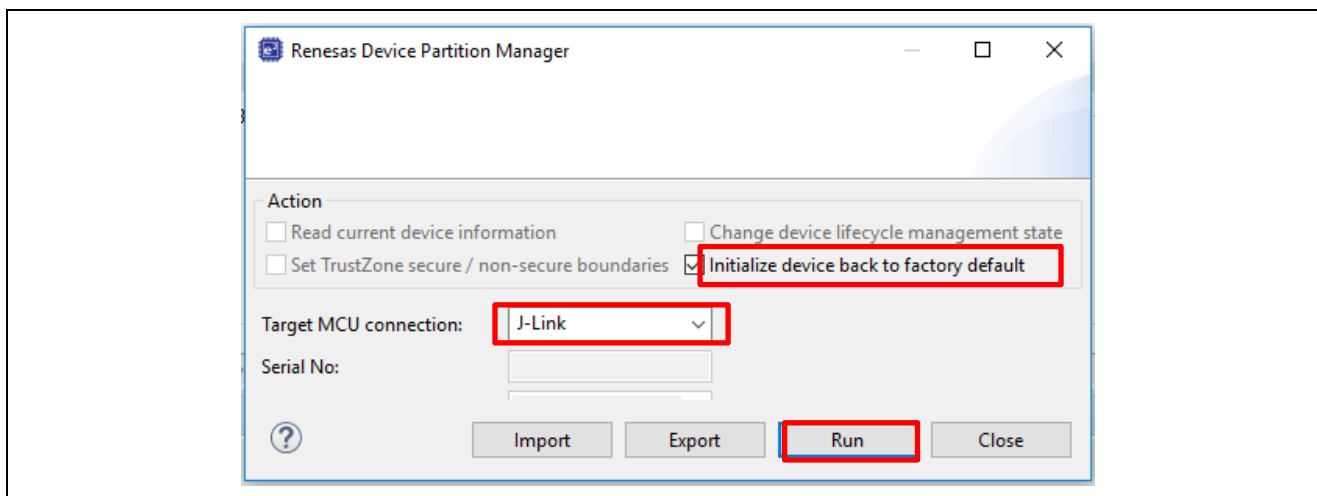 Renesas Device Partition Manager
Action
Read current device information
Change device lifecycle management state
Set TrustZone secure / non-secure boundaries
Initialize device back to factory default
Target MCU connection:
J-Link
Serial No:
?
Import
Export
Run
Close